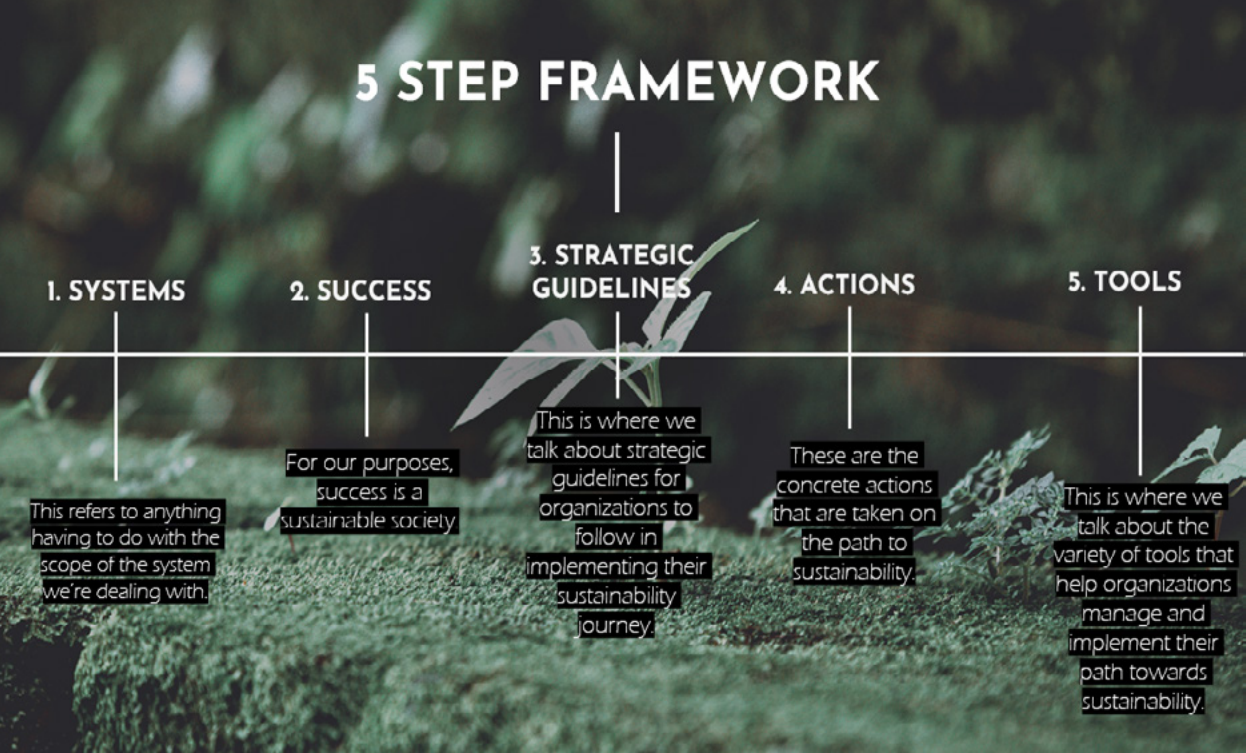 5 STEP FRAMEWORK
1. SYSTEMS
This refers to anything
having to do with the
scope of the system
we're dealing with.
2. SUCCESS
For our purposes,
success is a
sustainable society
3. STRATEGIC
GUIDELINES
This is where we
talk about strategic
guidelines for
organizations to
follow in
implementing their
sustainability
journey.
4. ACTIONS
These are the
concrete actions
that are taken on
the path to
sustainability.
5. TOOLS
This is where we
talk about the
variety of tools that
help organizations
manage and
implement their
path towards
sustainability.